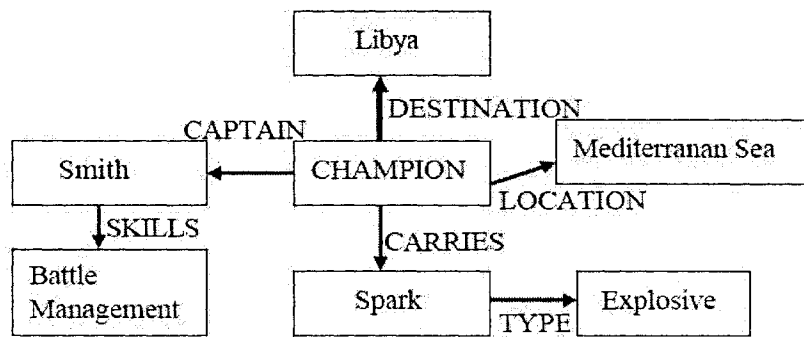 Libya
DESTINATION
CAPTAIN
Mediterranan Sea
Smith
CHAMPION
LOCATION
SKILLS
CARRIES
Battle
Management
Spark
Explosive
TYPE